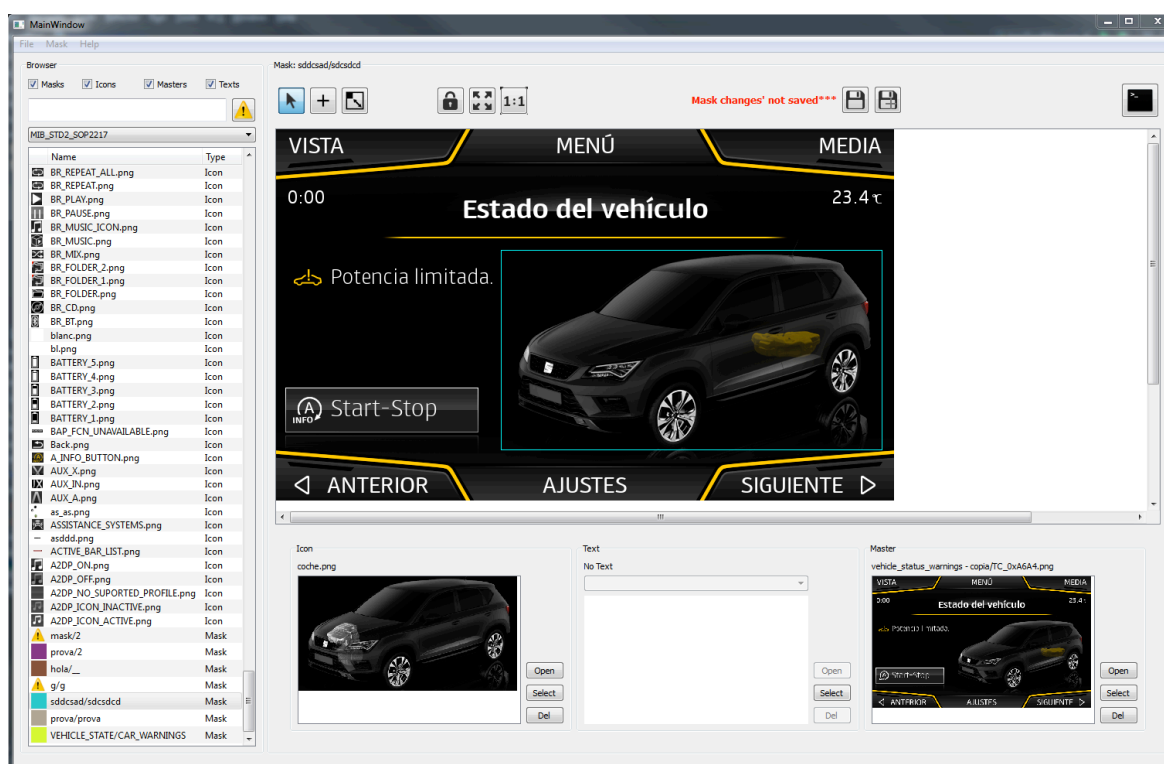 MainWindow
File Mask Help
Browser
Masks Icons Masters Texts
MIB_STD2_SOP2217
Name Type
BR_REPEAT_ALL.png Icon
BR_REPEAT.png Icon
BR_PLAY.png Icon
BR_PAUSE.png Icon
BR_MUSIC_ICON.png Icon
BR_MUSIC.png Icon
BR_MIX.png Icon
BR_FOLDER_2.png Icon
BR_FOLDER_1.png Icon
BR_FOLDER.png Icon
BR_CD.png Icon
BR_BT.png Icon
blanc.png Icon
bl.png Icon
BATTERY_5.png Icon
BATTERY_4.png Icon
BATTERY_3.png Icon
BATTERY_2.png Icon
BATTERY_1.png Icon
BAP_FCN_UNAVAILABLE.png Icon
Back.png Icon
A_INFO_BUTTON.png Icon
AUX_X.png Icon
AUX_IN.png Icon
AUX_A.png Icon
as_as.png Icon
ASSISTANCE_SYSTEMS.png Icon
asddd.png Icon
ACTIVE_BAR_LIST.png Icon
A2DP_ON.png Icon
A2DP_OFF.png Icon
A2DP_NO_SUPORTED_PROFILE.png Icon
A2DP_ICON_INACTIVE.png Icon
A2DP_ICON_ACTIVE.png Icon
mask/2 Mask
prova/2 Mask
hola/__ Mask
g/g Mask
sddcsad/sdcsdcd Mask
prova/prova Mask
VEHICLE_STATE/CAR_WARNINGS Mask
Mask: sddcsad/sdcsdcd
1:1
Mask changes' not saved***
VISTA MENÚ MEDIA
0:00 23.4 °C
Estado del vehículo
Potencia limitada.
A INFO Start-Stop
ANTERIOR AJUSTES SIGUIENTE
Icon
coche.png
Open
Select
Del
Text
No Text
Open
Select
Del
Master
vehicle_status_warnings - copia/TC_0xA6A4.png
VISTA MENÚ MEDIA
0:00 23.4
Estado del vehículo
Potencia limitada.
Start-Stop
ANTERIOR AJUSTES SIGUIENTE
Open
Select
Del